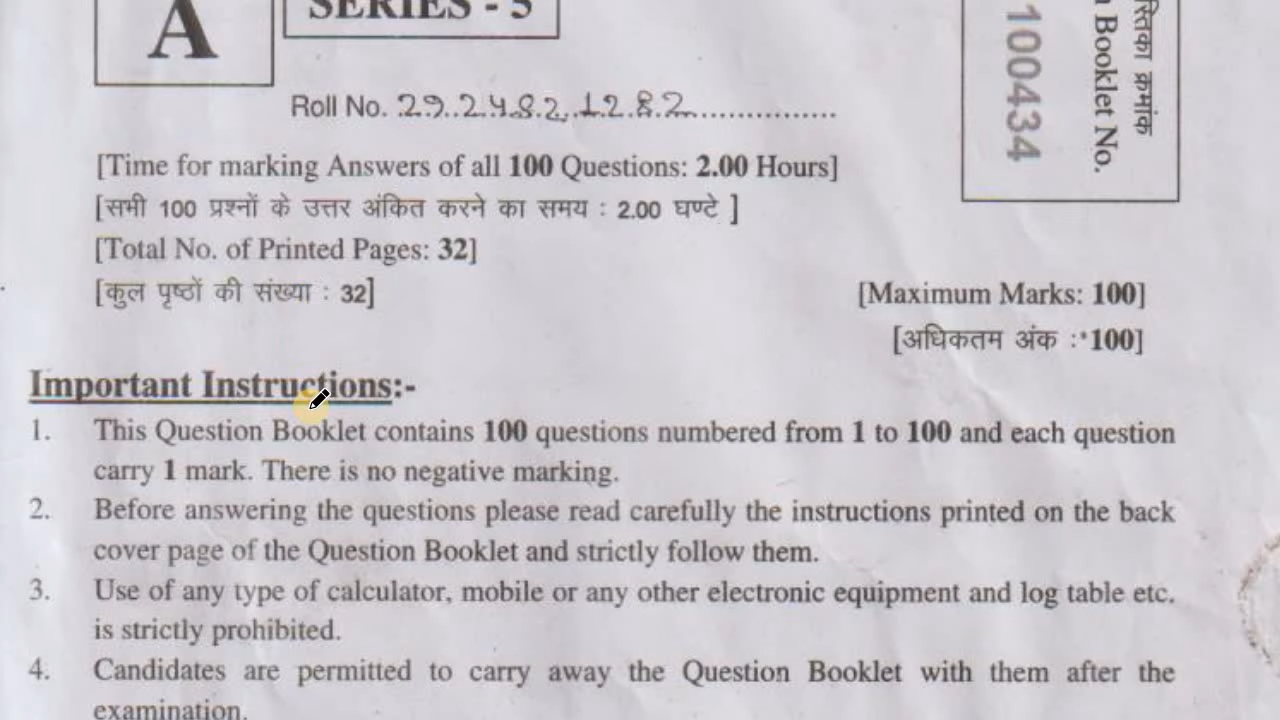 A
SERIES - 5
Roll No. 2924821282
[Time for marking Answers of all 100 Questions: 2.00 Hours]
[सभी 100 प्रश्नों के उत्तर अंकित करने का समय : 2.00 घण्टे ]
[Total No. of Printed Pages: 32]
[कुल पृष्ठों की संख्या : 32]
[Maximum Marks: 100]
[अधिकतम अंक : 100]
Booklet No.
क्रमांक
100434
Important Instructions:-
1. This Question Booklet contains 100 questions numbered from 1 to 100 and each question
carry 1 mark. There is no negative marking.
2. Before answering the questions please read carefully the instructions printed on the back
cover page of the Question Booklet and strictly follow them.
3. Use of any type of calculator, mobile or any other electronic equipment and log table etc.
is strictly prohibited.
4. Candidates are permitted to carry away the Question Booklet with them after the
examination.